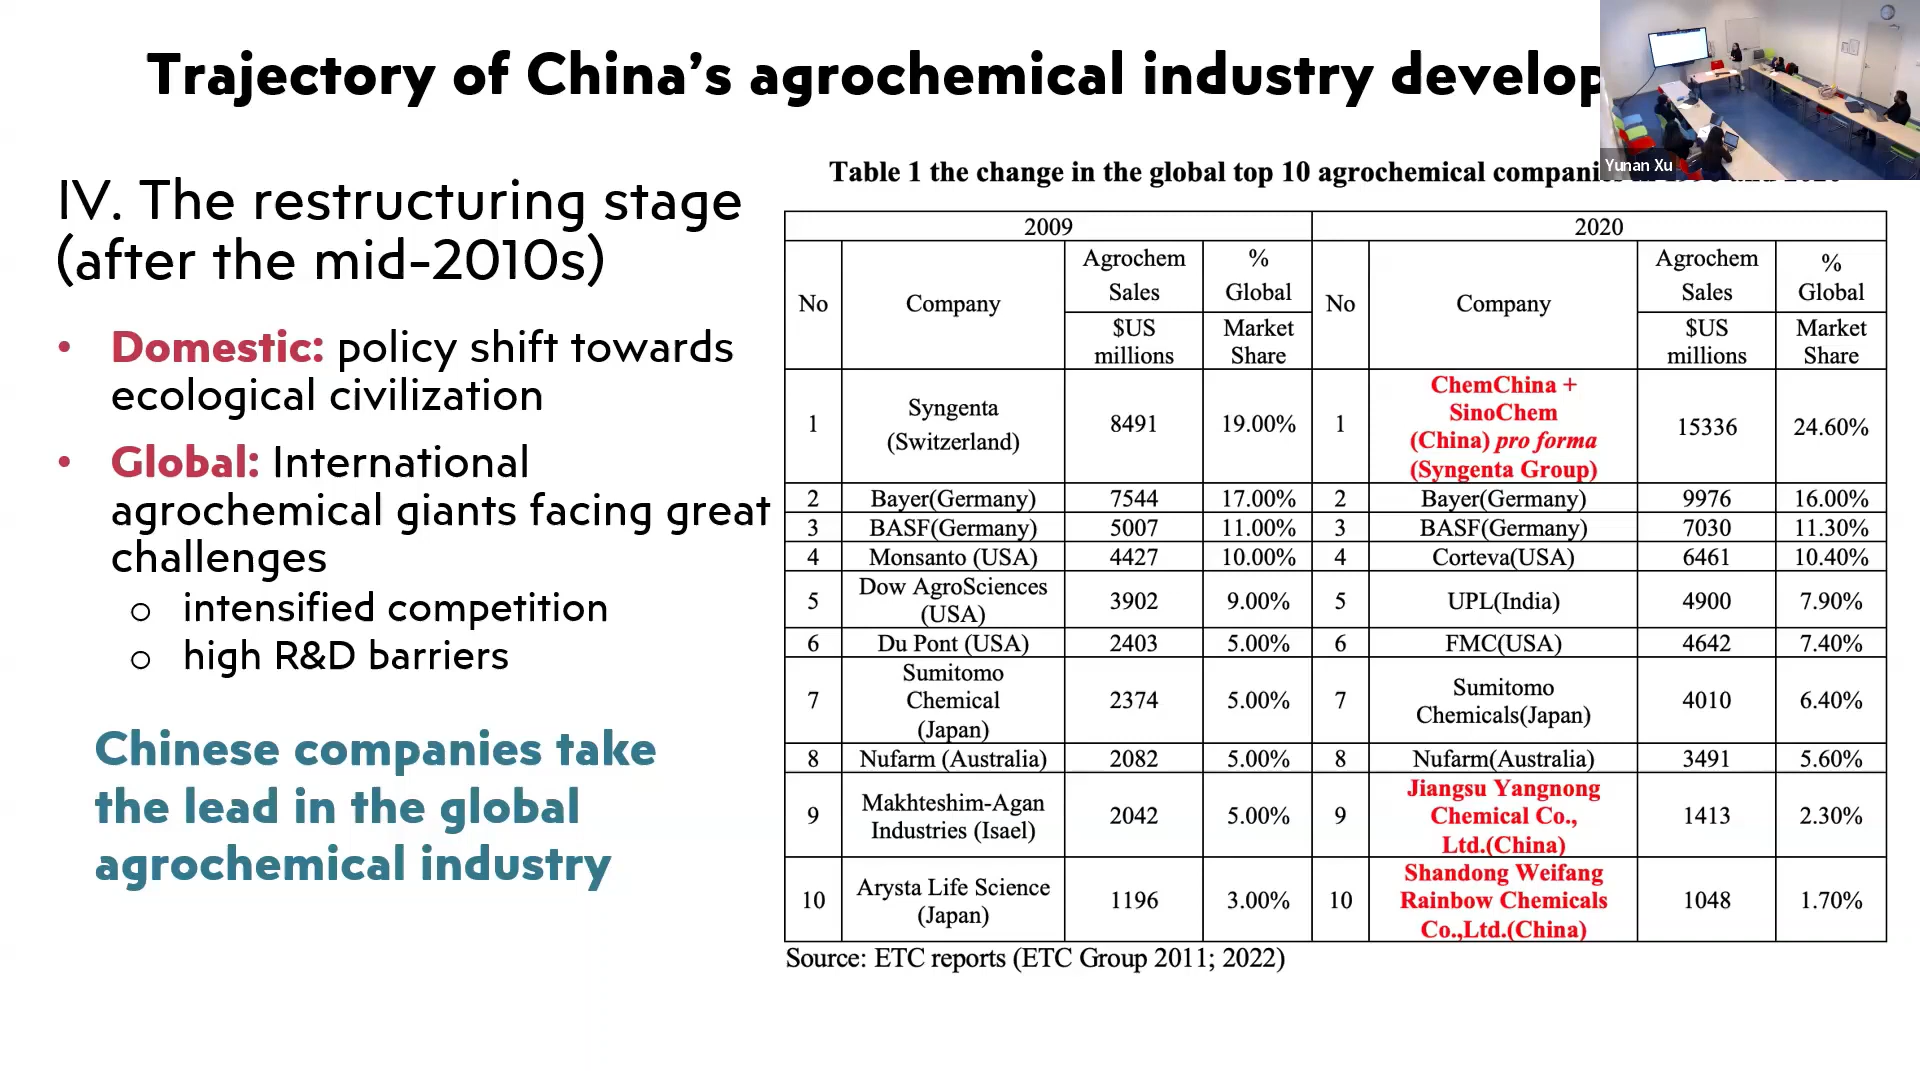 Trajectory of China's agrochemical industry develop
Yunan Xu
IV. The restructuring stage
(after the mid-2010s)
• Domestic: policy shift towards
ecological civilization
• Global: International
agrochemical giants facing great
challenges
o intensified competition
o high R&D barriers
Chinese companies take
the lead in the global
agrochemical industry
Table 1 the change in the global top 10 agrochemical
2009 2020
No Company Agrochem Sales $US millions % Global Market Share No Company Agrochem Sales $US millions % Global Market Share
1 Syngenta (Switzerland) 8491 19.00% 1 ChemChina + SinoChem (China) pro forma (Syngenta Group) 15336 24.60%
2 Bayer(Germany) 7544 17.00% 2 Bayer(Germany) 9976 16.00%
3 BASF(Germany) 5007 11.00% 3 BASF(Germany) 7030 11.30%
4 Monsanto (USA) 4427 10.00% 4 Corteva(USA) 6461 10.40%
5 Dow AgroSciences (USA) 3902 9.00% 5 UPL(India) 4900 7.90%
6 Du Pont (USA) 2403 5.00% 6 FMC(USA) 4642 7.40%
7 Sumitomo Chemical (Japan) 2374 5.00% 7 Sumitomo Chemicals(Japan) 4010 6.40%
8 Nufarm (Australia) 2082 5.00% 8 Nufarm(Australia) 3491 5.60%
9 Makhteshim-Agan Industries (Isael) 2042 5.00% 9 Jiangsu Yangnong Chemical Co., Ltd.(China) 1413 2.30%
10 Arysta Life Science (Japan) 1196 3.00% 10 Shandong Weifang Rainbow Chemicals Co.,Ltd.(China) 1048 1.70%
Source: ETC reports (ETC Group 2011; 2022)